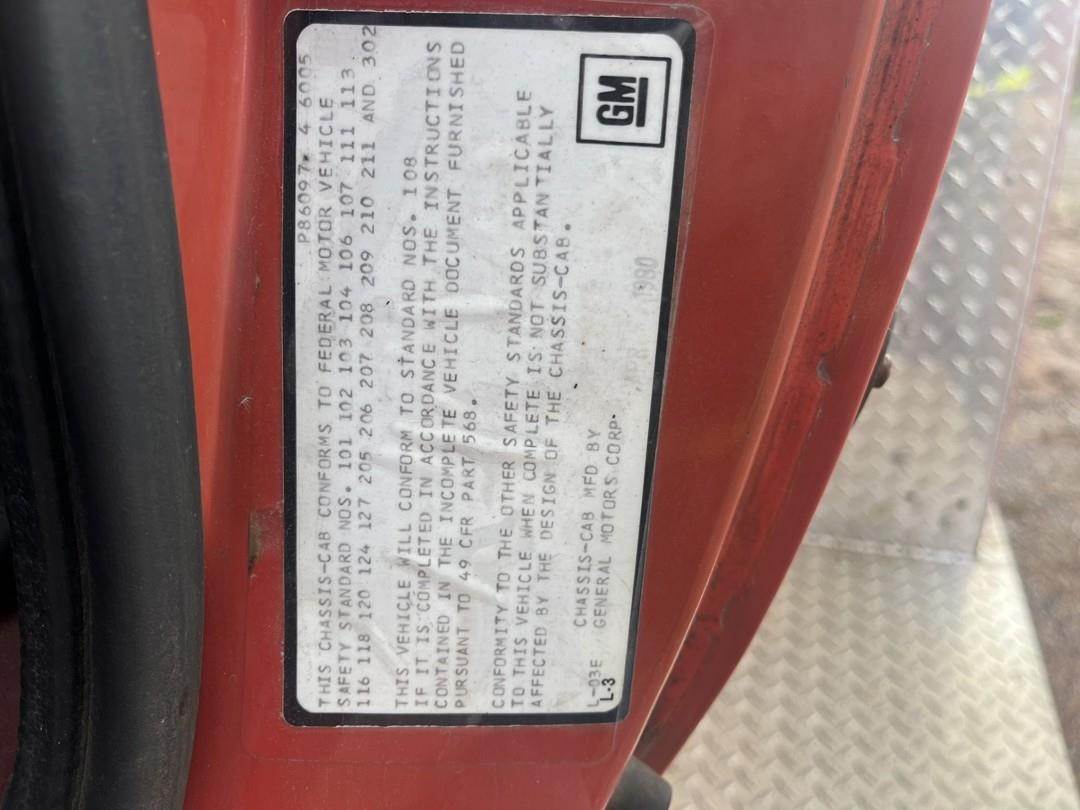 P86097* 4 6005
THIS CHASSIS-CAB CONFORMS TO FEDERAL MOTOR VEHICLE
SAFETY STANDARD NOS. 101 102 103 104 106 107 111 113
116 118 120 124 127 205 206 207 208 209 210 211 AND 302
THIS VEHICLE WILL CONFORM TO STANDARD NOS. 108
IF IT IS COMPLETED IN ACCORDANCE WITH THE INSTRUCTIONS
CONTAINED IN THE INCOMPLETE VEHICLE DOCUMENT FURNISHED
PURSUANT TO 49 CFR PART 568.
CONFORMITY TO THE OTHER SAFETY STANDARDS APPLICABLE
TO THIS VEHICLE WHEN COMPLETE IS NOT SUBSTANTIALLY
AFFECTED BY THE DESIGN OF THE CHASSIS-CAB.
GM
CHASSIS-CAB MFD BY
GENERAL MOTORS CORP.
1980
L-03E
L-3